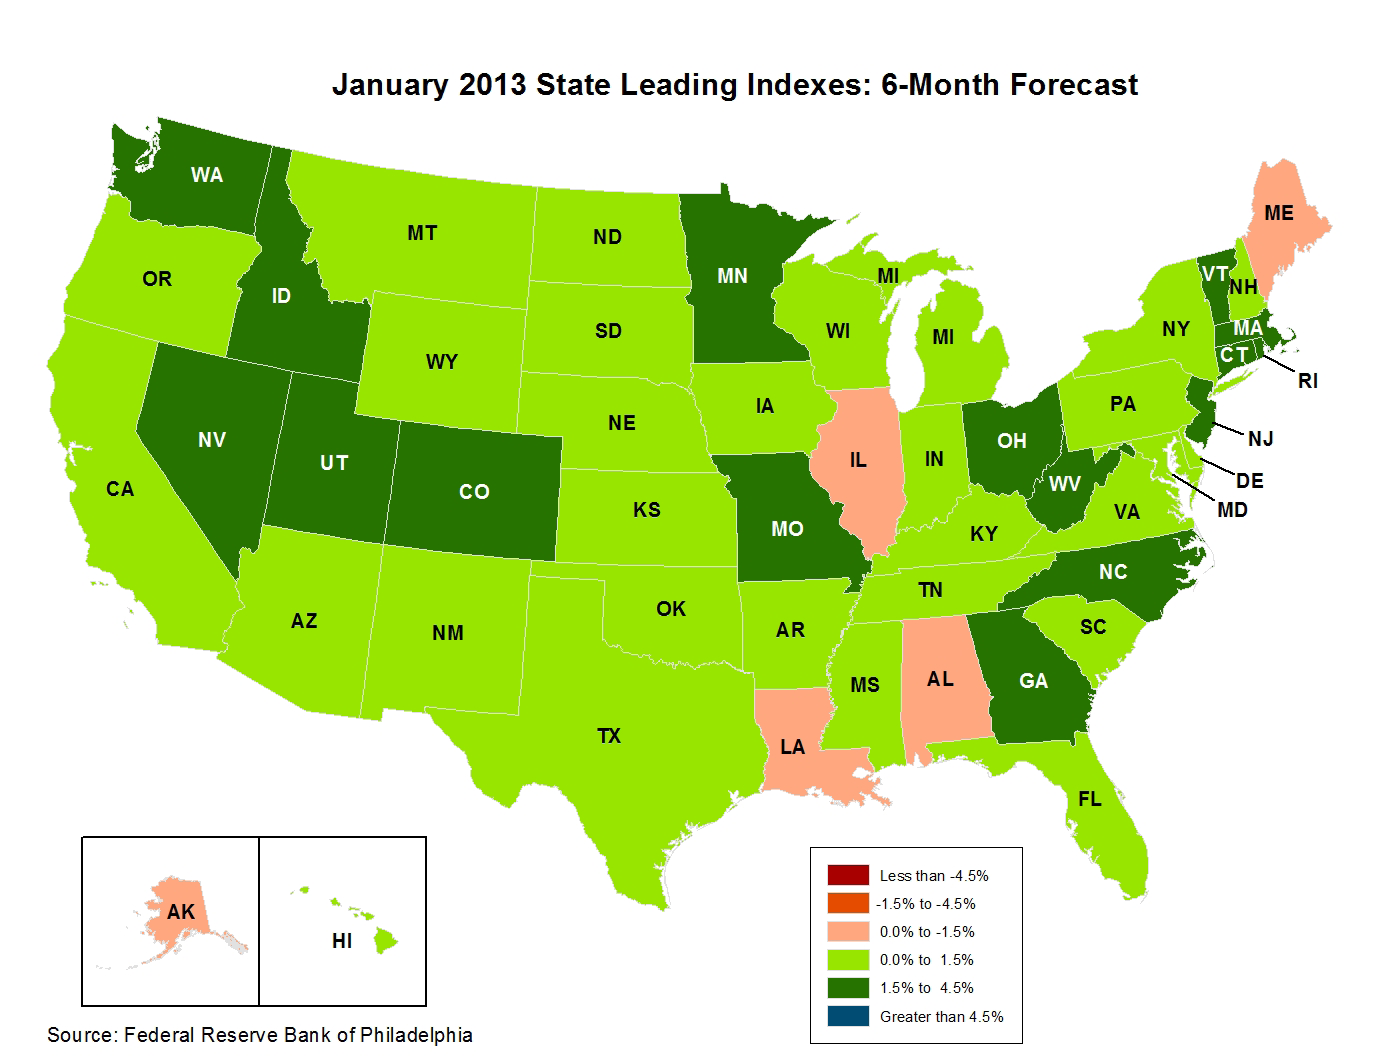 January 2013 State Leading Indexes: 6-Month Forecast
WA
MT
ND
MN
ME
OR
ID
SD
WI
MI
MI
NY
VT
NH
MA
CT
RI
WY
IA
PA
NJ
NV
UT
CO
NE
IL
IN
OH
WV
DE
MD
CA
KS
MO
KY
VA
AZ
NM
OK
AR
TN
NC
SC
TX
LA
MS
AL
GA
FL
AK
HI
Less than -4.5%
-1.5% to -4.5%
0.0% to -1.5%
0.0% to 1.5%
1.5% to 4.5%
Greater than 4.5%
Source: Federal Reserve Bank of Philadelphia